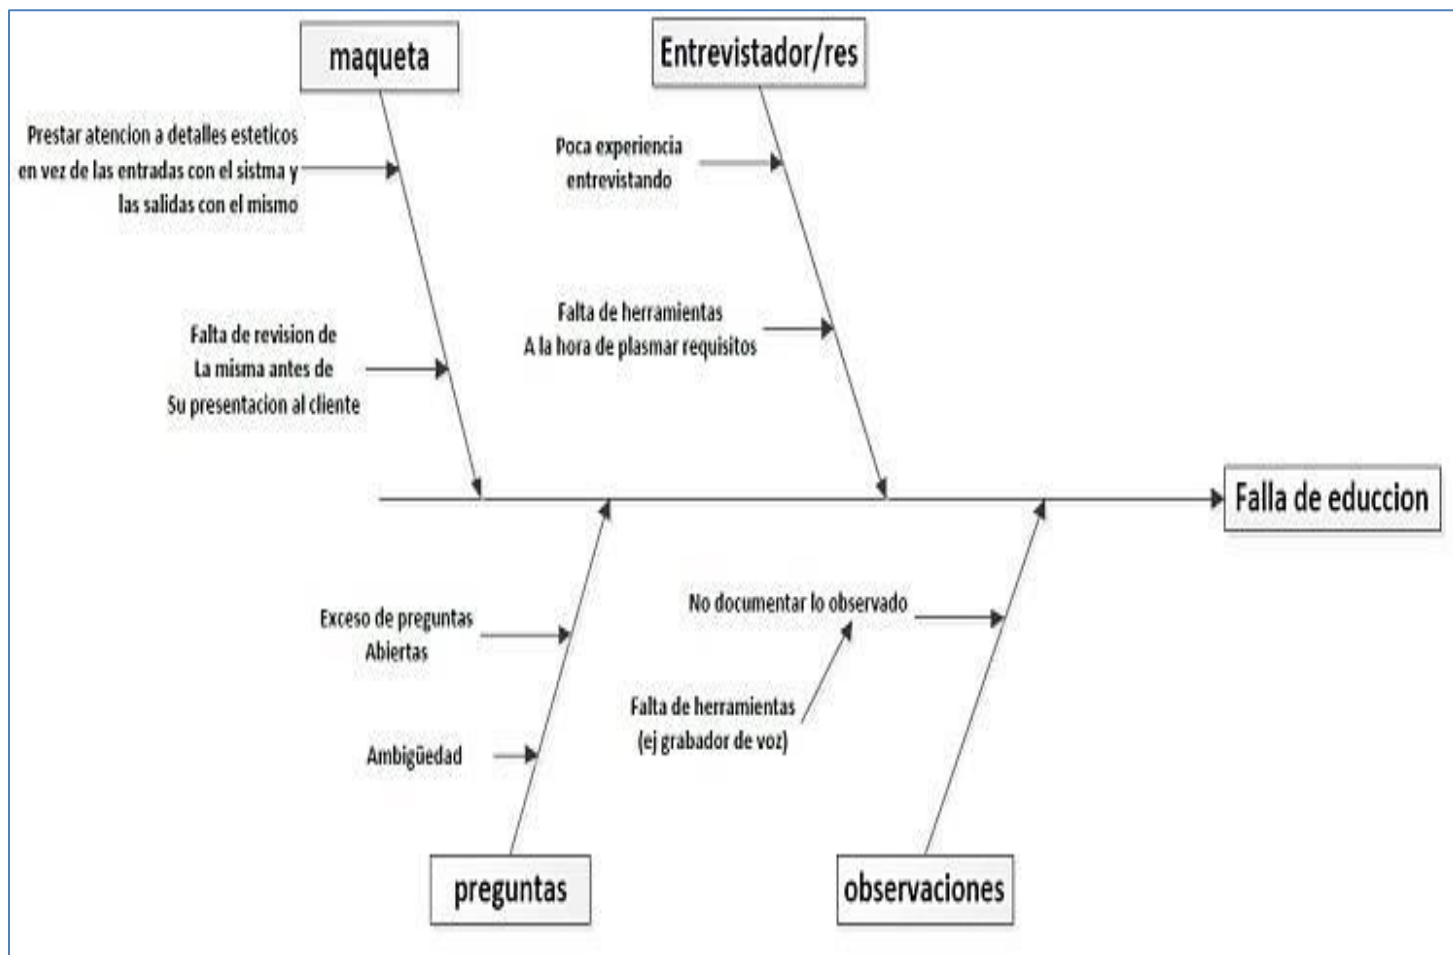 maqueta
Entrevistador/res
Prestar atencion a detalles esteticos
en vez de las entradas con el sistma y
las salidas con el mismo
Poca experiencia
entrevistando
Falta de revision de
La misma antes de
Su presentacion al cliente
Falta de herramientas
A la hora de plasmar requisitos
Falla de educcion
Exceso de preguntas
Abiertas
Ambigüedad
No documentar lo observado
Falta de herramientas
(ej grabador de voz)
preguntas
observaciones